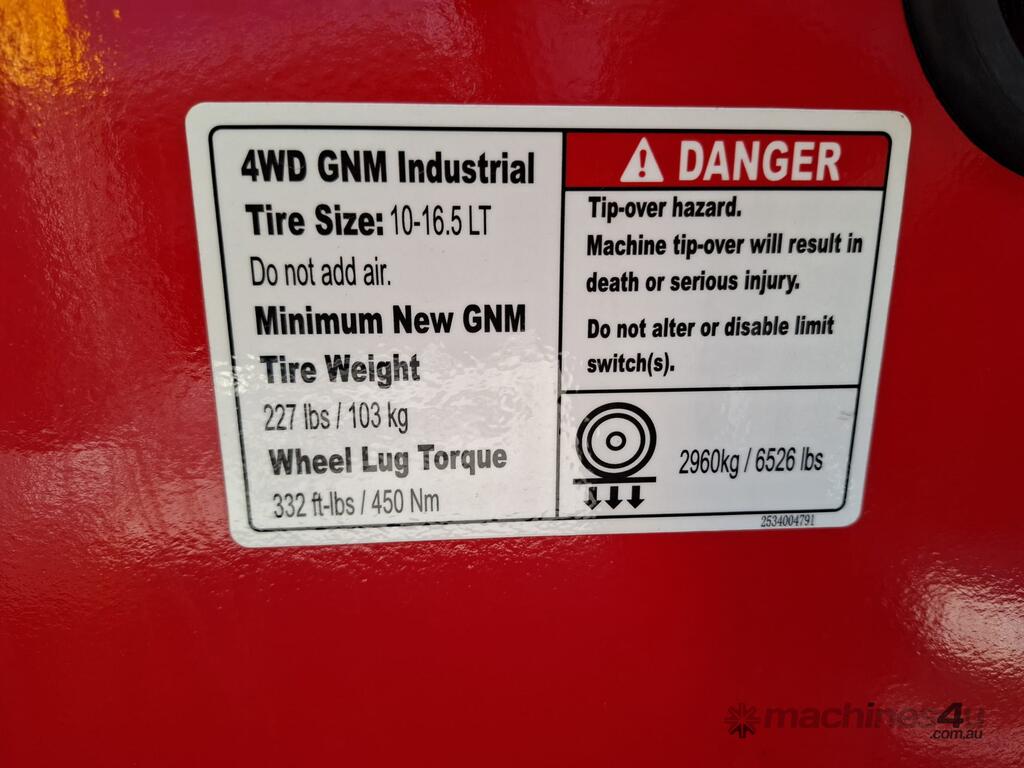 4WD GNM Industrial
Tire Size: 10-16.5 LT
Do not add air.
Minimum New GNM
Tire Weight
227 lbs / 103 kg
Wheel Lug Torque
332 ft-lbs / 450 Nm
DANGER
Tip-over hazard.
Machine tip-over will result in
death or serious injury.
Do not alter or disable limit
switch(s).
2960kg / 6526 lbs
2534004791
machines4u
.com.au